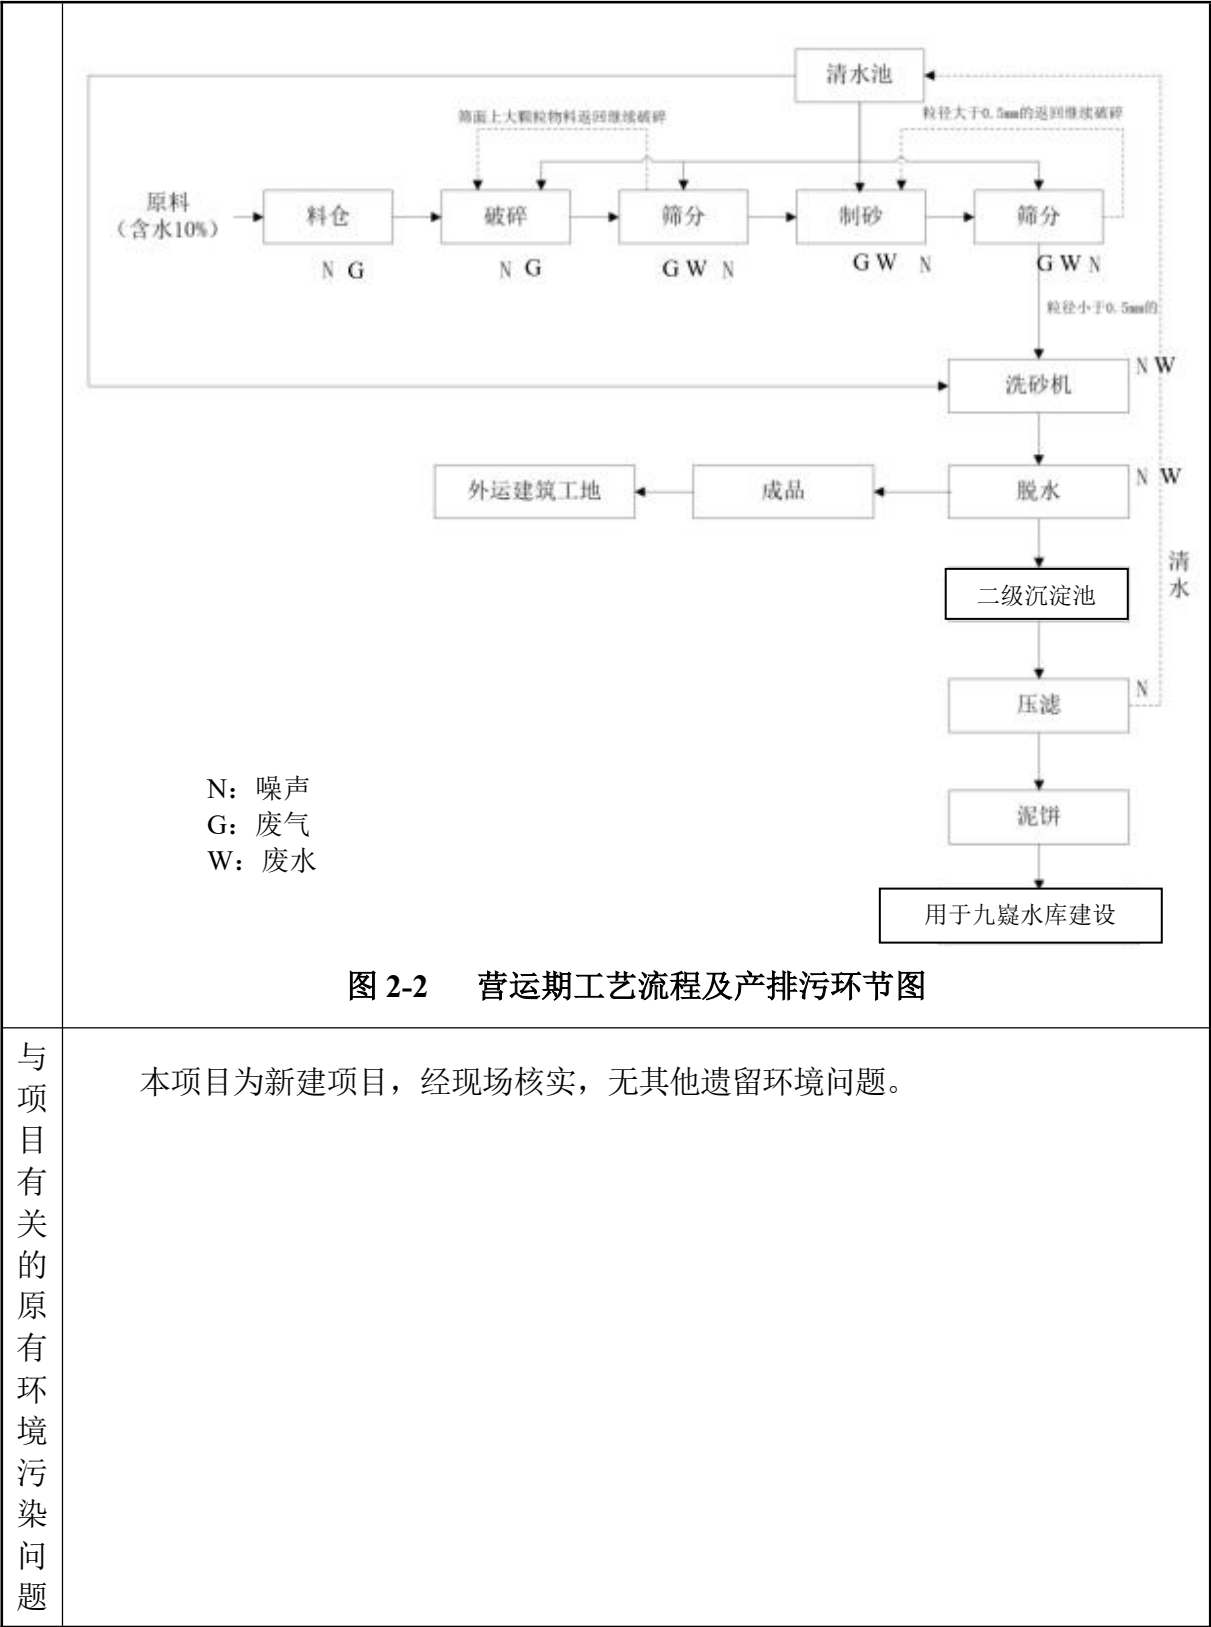 清水池
筛面上大颗粒物料返回继续破碎
粒径大于0.5mm的返回继续破碎
原料
（含水10%）
料仓
破碎
筛分
制砂
筛分
N G
N G
G W N
G W N
G W N
粒径小于0.5mm的
洗砂机
N W
外运建筑工地
成品
脱水
N W
清水
二级沉淀池
压滤
N
N：噪声
G：废气
W：废水
泥饼
用于九嶷水库建设
图 2-2 营运期工艺流程及产排污环节图
与项目有关的原有环境污染问题
本项目为新建项目，经现场核实，无其他遗留环境问题。